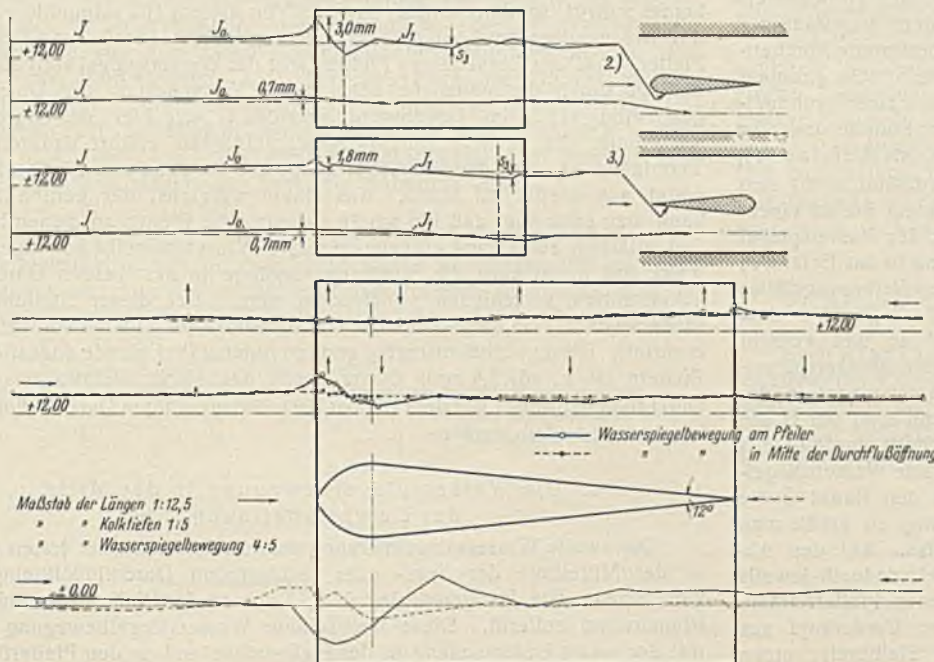 J J₀ 3,0mm J₁ s₃ 2.)
+12,00
J J₀ 0,7mm
+12,00
J J₀ 1,8mm J₁ s₃ 3.)
+12,00
J J₀ J₁
+12,00 0,7mm
+12,00
+12,00
Wasserspiegelbewegung am Pfeiler
" " in Mitte der Durchflußöffnung
Maßstab der Längen 1:12,5
" " Kolktiefen 1:5
" " Wasserspiegelbewegung 4:5
12°
±0,00